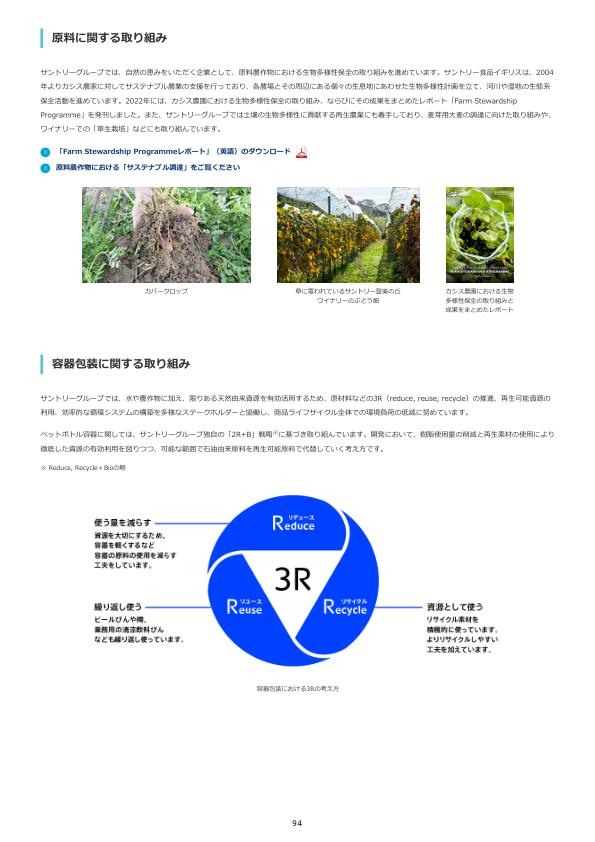 原料に関する取り組み
サントリーグループでは、自然の恵みをいただく企業として、原料農作物における生物多様性保全の取り組みを進めています。サントリー食品イギリスは、2004
年よりカシス農家に対してサステナブル農業の支援を行っており、各農場とその周辺にある個々の生息地にあわせた生物多様性計画を立て、河川や湿地の生態系
保全活動を進めています。2022年には、カシス農園における生物多様性保全の取り組み、ならびにその成果をまとめたレポート「Farm Stewardship
Programme」を発刊しました。また、サントリーグループでは土壌の生物多様性に貢献する再生農業にも着手しており、麦芽用大麦の調達に向けた取り組みや、
ワイナリーでの「草生栽培」などにも取り組んでいます。
「Farm Stewardship Programmeレポート」（英語）のダウンロード
原料農作物における「サステナブル調達」をご覧ください
カバークロップ
草に覆われているサントリー登美の丘
ワイナリーのぶどう畑
カシス農園における生物
多様性保全の取り組みと
成果をまとめたレポート
容器包装に関する取り組み
サントリーグループでは、水や農作物に加え、限りある天然由来資源を有効活用するため、原材料などの3R（reduce, reuse, recycle）の推進、再生可能資源の
利用、効率的な循環システムの構築を多様なステークホルダーと協働し、商品ライフサイクル全体での環境負荷の低減に努めています。
ペットボトル容器に関しては、サントリーグループ独自の「2R+B」戦略※に基づき取り組んでいます。開発において、樹脂使用量の削減と再生素材の使用により
徹底した資源の有効利用を図りつつ、可能な範囲で石油由来原料を再生可能原料で代替していく考え方です。
※ Reduce, Recycle＋Bioの略
使う量を減らす
資源を大切にするため、
容器を軽くするなど
容器の原料の使用を減らす
工夫をしています。
リデュース
Reduce
3R
リユース
Reuse
リサイクル
Recycle
繰り返し使う
ビールびんや樽、
業務用の清涼飲料びん
なども繰り返し使っています。
資源として使う
リサイクル素材を
積極的に使っています。
よりリサイクルしやすい
工夫を加えています。
容器包装における3Rの考え方
94